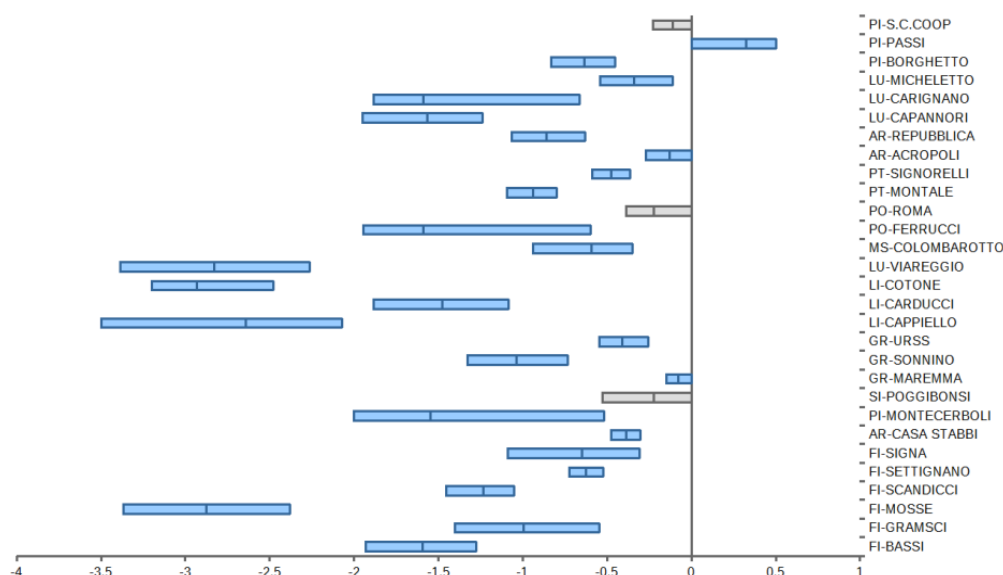 PI-S.C.COOP
PI-PASSI
PI-BORGHETTO
LU-MICHELETTO
LU-CARIGNANO
LU-CAPANNORI
AR-REPUBBLICA
AR-ACROPOLI
PT-SIGNORELLI
PT-MONTALE
PO-ROMA
PO-FERRUCCI
MS-COLOMBAROTTO
LU-VIAREGGIO
LI-COTONE
LI-CARDUCCI
LI-CAPPIELLO
GR-URSS
GR-SONNINO
GR-MAREMMA
SI-POGGIBONSI
PI-MONTECERBOLI
AR-CASA STABBI
FI-SIGNA
FI-SETTIGNANO
FI-SCANDICCI
FI-MOSSE
FI-GRAMSCI
FI-BASSI
-4 -3.5 -3 -2.5 -2 -1.5 -1 -0.5 0 0.5 1